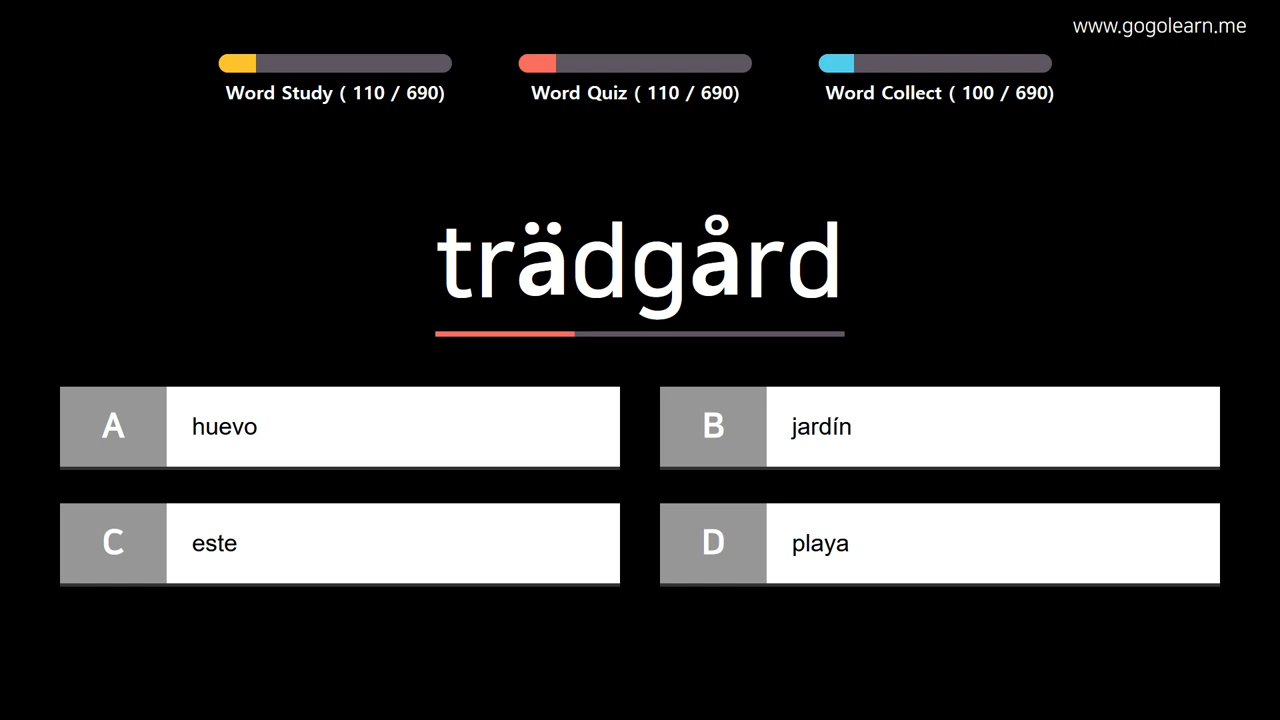 www.gogolearn.me
Word Study ( 110 / 690)
Word Quiz ( 110 / 690)
Word Collect ( 100 / 690)
trädgård
A huevo
B jardín
C este
D playa